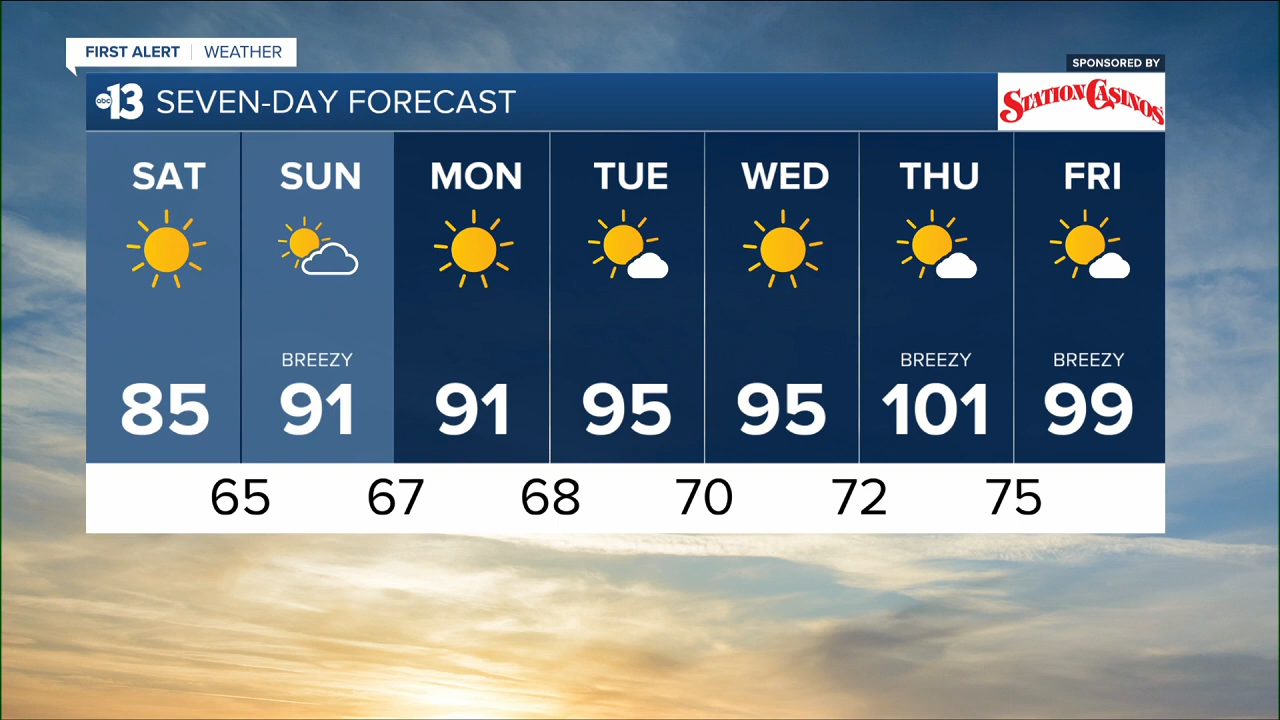 FIRST ALERT | WEATHER
SPONSORED BY
abc 13 SEVEN-DAY FORECAST
STATION CASINOS
SAT SUN MON TUE WED THU FRI
BREEZY BREEZY BREEZY
85 91 91 95 95 101 99
65 67 68 70 72 75